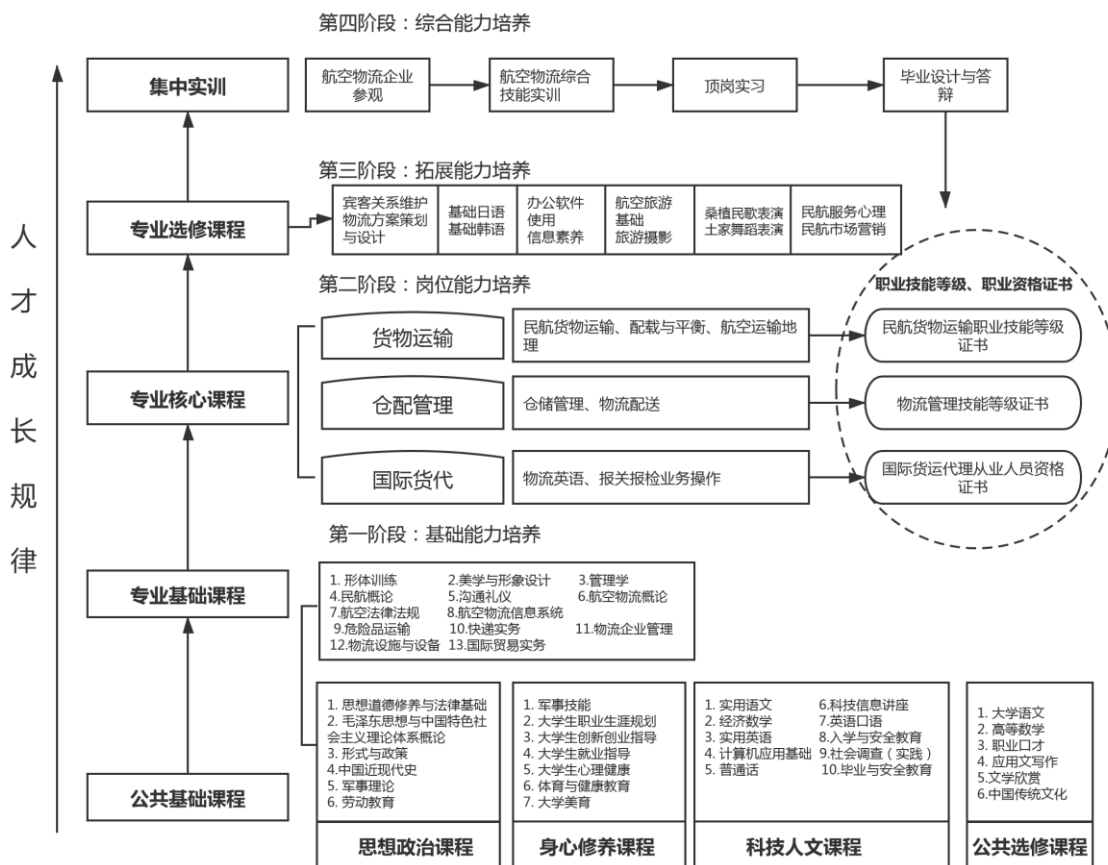 第四阶段：综合能力培养
集中实训
航空物流企业
参观
航空物流综合
技能实训
顶岗实习
毕业设计与答
辩
第三阶段：拓展能力培养
专业选修课程
宾客关系维护
物流方案策划
与设计
基础日语
基础韩语
办公软件
使用
信息素养
航空旅游
基础
旅游摄影
桑植民歌表演
土家舞蹈表演
民航服务心理
民航市场营销
人才成长规律
第二阶段：岗位能力培养
职业技能等级、职业资格证书
专业核心课程
货物运输
民航货物运输、配载与平衡、航空运输地
理
民航货物运输职业技能等级
证书
仓配管理
仓储管理、物流配送
物流管理技能等级证书
国际货代
物流英语、报关报检业务操作
国际货运代理从业人员资格
证书
第一阶段：基础能力培养
专业基础课程
1. 形体训练 2.美学与形象设计 3.管理学
4.民航概论 5.沟通礼仪 6.航空物流概论
7.航空法律法规 8.航空物流信息系统
9.危险品运输 10.快递实务 11.物流企业管理
12.物流设施与设备 13.国际贸易实务
公共基础课程
1. 思想道德修养与法律基础
2. 毛泽东思想与中国特色社
会主义理论体系概论
3. 形式与政策
4.中国近现代史
5. 军事理论
6. 劳动教育
思想政治课程
1. 军事技能
2. 大学生职业生涯规划
3. 大学生创新创业指导
4. 大学生就业指导
5. 大学生心理健康
6. 体育与健康教育
7. 大学美育
身心修养课程
1. 实用语文 6.科技信息讲座
2. 经济数学 7.英语口语
3. 实用英语 8.入学与安全教育
4. 计算机应用基础 9.社会调查（实践）
5. 普通话 10.毕业与安全教育
科技人文课程
1. 大学语文
2. 高等数学
3. 职业口才
4. 应用文写作
5.文学欣赏
6.中国传统文化
公共选修课程